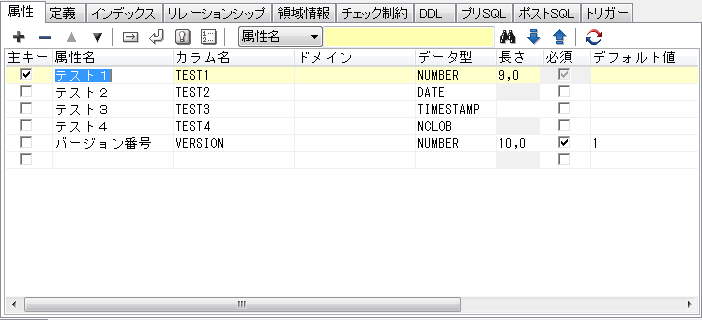 属性 定義 インデックス リレーションシップ 領域情報 チェック制約 DDL プリSQL ポストSQL トリガー
属性名
主キー 属性名 カラム名 ドメイン データ型 長さ 必須 デフォルト値
テスト１ TEST1 NUMBER 9,0
テスト２ TEST2 DATE
テスト３ TEST3 TIMESTAMP
テスト４ TEST4 NCLOB
バージョン番号 VERSION NUMBER 10,0 1